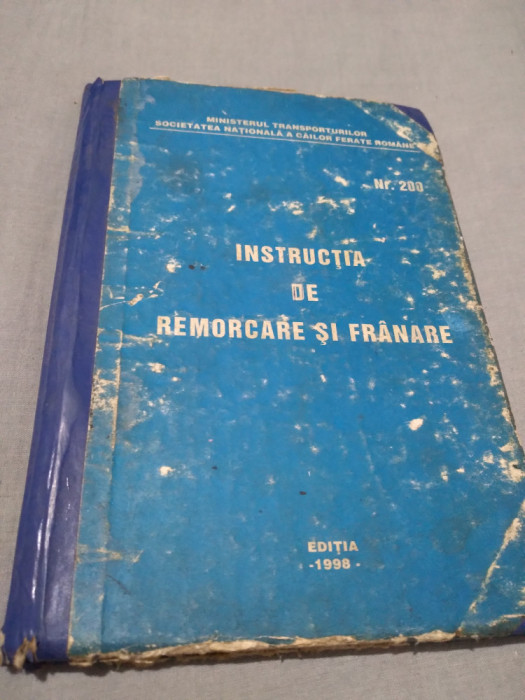 MINISTERUL TRANSPORTURILOR
SOCIETATEA NAȚIONALĂ A CĂILOR FERATE ROMÂNE
Nr. 200
INSTRUCȚIA
DE
REMORCARE ȘI FRÂNARE
EDIȚIA
-1998-